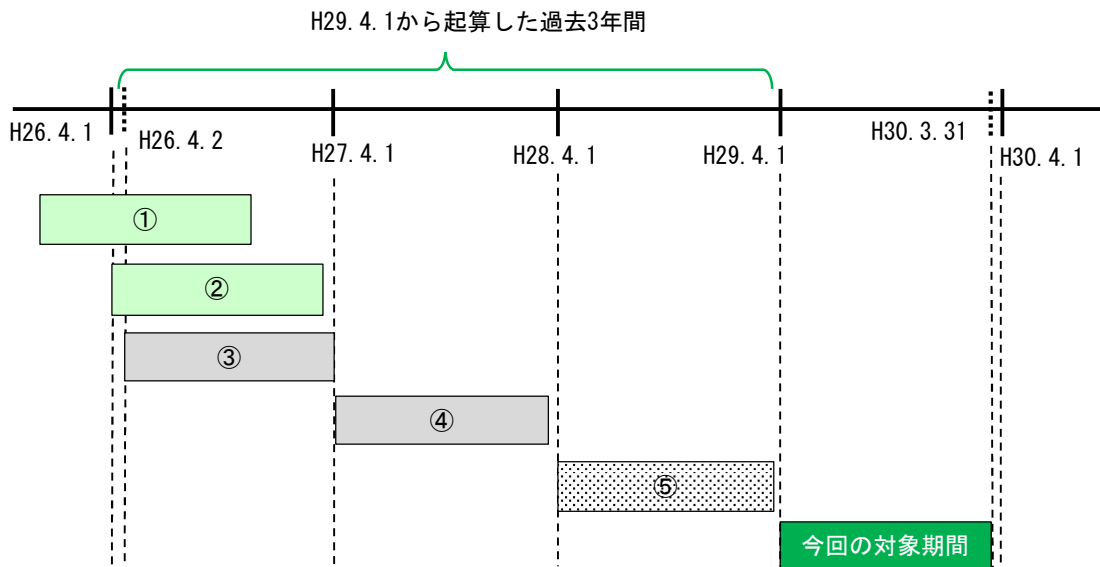 H29.4.1から起算した過去3年間
H26.4.1
H26.4.2
H27.4.1
H28.4.1
H29.4.1
H30.3.31
H30.4.1
①
②
③
④
⑤
今回の対象期間